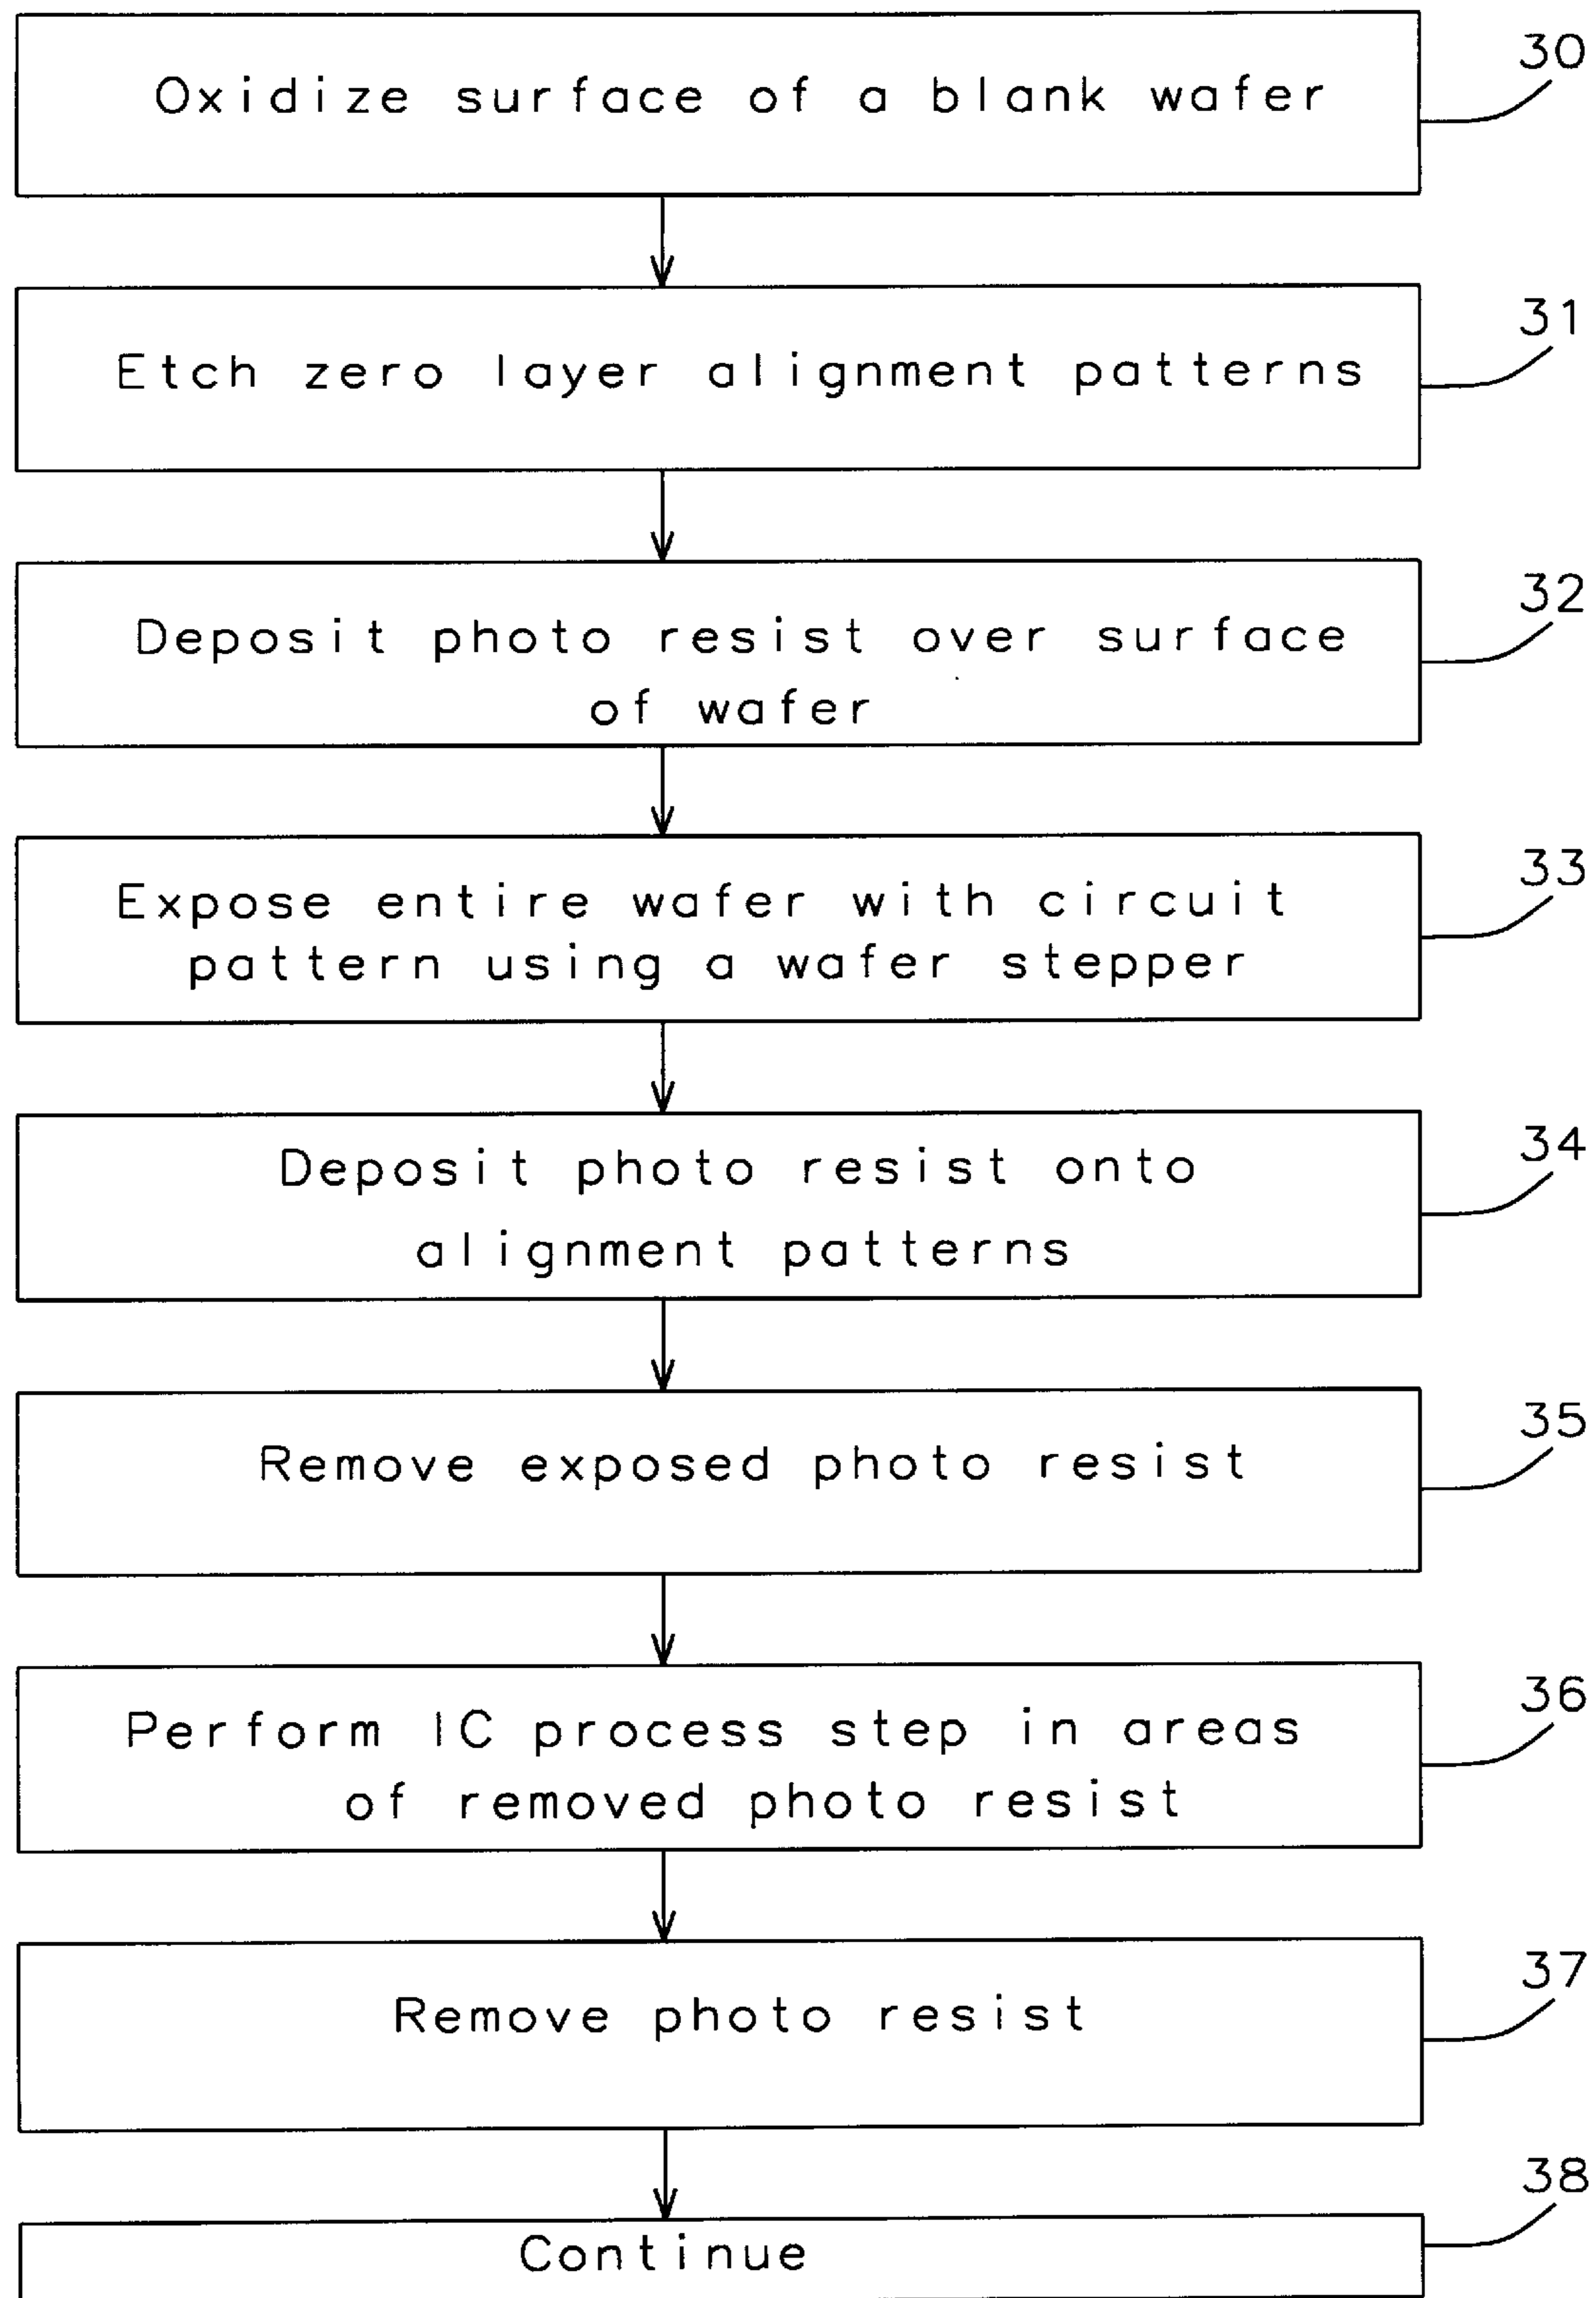 30
Oxidize surface of a blank wafer
31
Etch zero layer alignment patterns
32
Deposit photo resist over surface
of wafer
33
Expose entire wafer with circuit
pattern using a wafer stepper
34
Deposit photo resist onto
alignment patterns
35
Remove exposed photo resist
36
Perform IC process step in areas
of removed photo resist
37
Remove photo resist
38
Continue